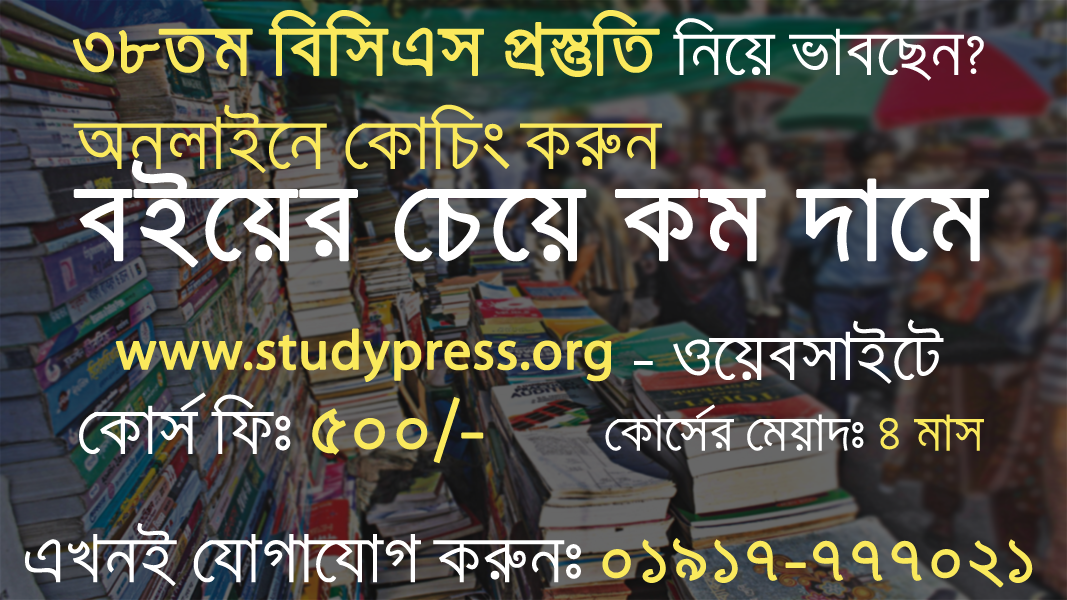 ৩৮তম বিসিএস প্রস্তুতি নিয়ে ভাবছেন?
অনলাইনে কোচিং করুন
বইয়ের চেয়ে কম দামে
www.studypress.org - ওয়েবসাইটে
কোর্স ফিঃ ৫০০/- কোর্সের মেয়াদঃ ৪ মাস
এখনই যোগাযোগ করুনঃ ০১৯১৭-৭৭৭০২১